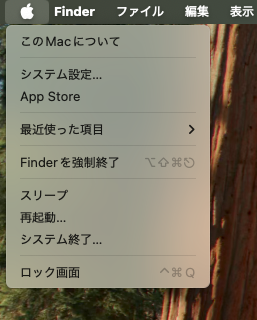 Finder ファイル 編集 表示
このMacについて
システム設定...
App Store
最近使った項目
Finderを強制終了 ⌥⇧⌘⎋
スリープ
再起動...
システム終了...
ロック画面 ^⌘Q